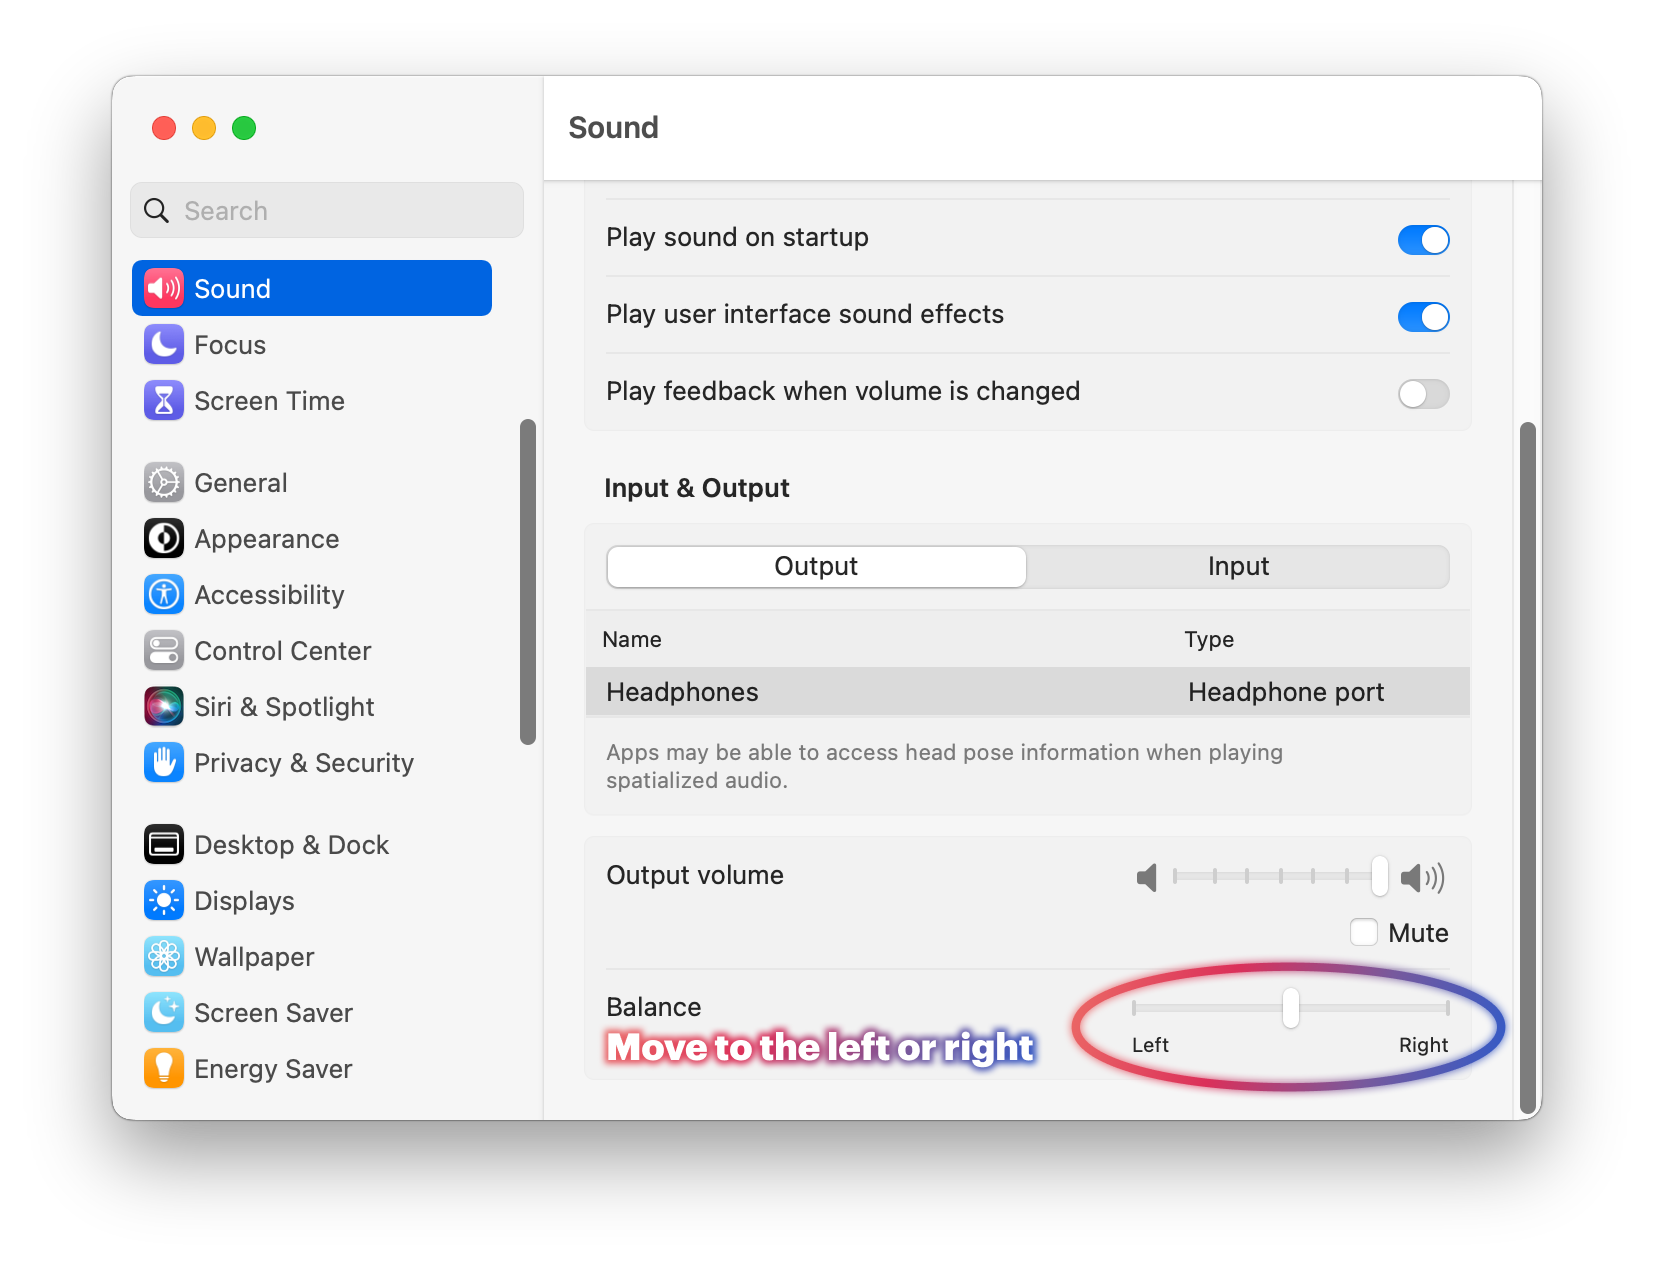 Sound
Search
Sound
Focus
Screen Time
General
Appearance
Accessibility
Control Center
Siri & Spotlight
Privacy & Security
Desktop & Dock
Displays
Wallpaper
Screen Saver
Energy Saver
Play sound on startup
Play user interface sound effects
Play feedback when volume is changed
Input & Output
Output Input
Name Type
Headphones Headphone port
Apps may be able to access head pose information when playing
spatialized audio.
Output volume
Mute
Balance
Move to the left or right
Left Right